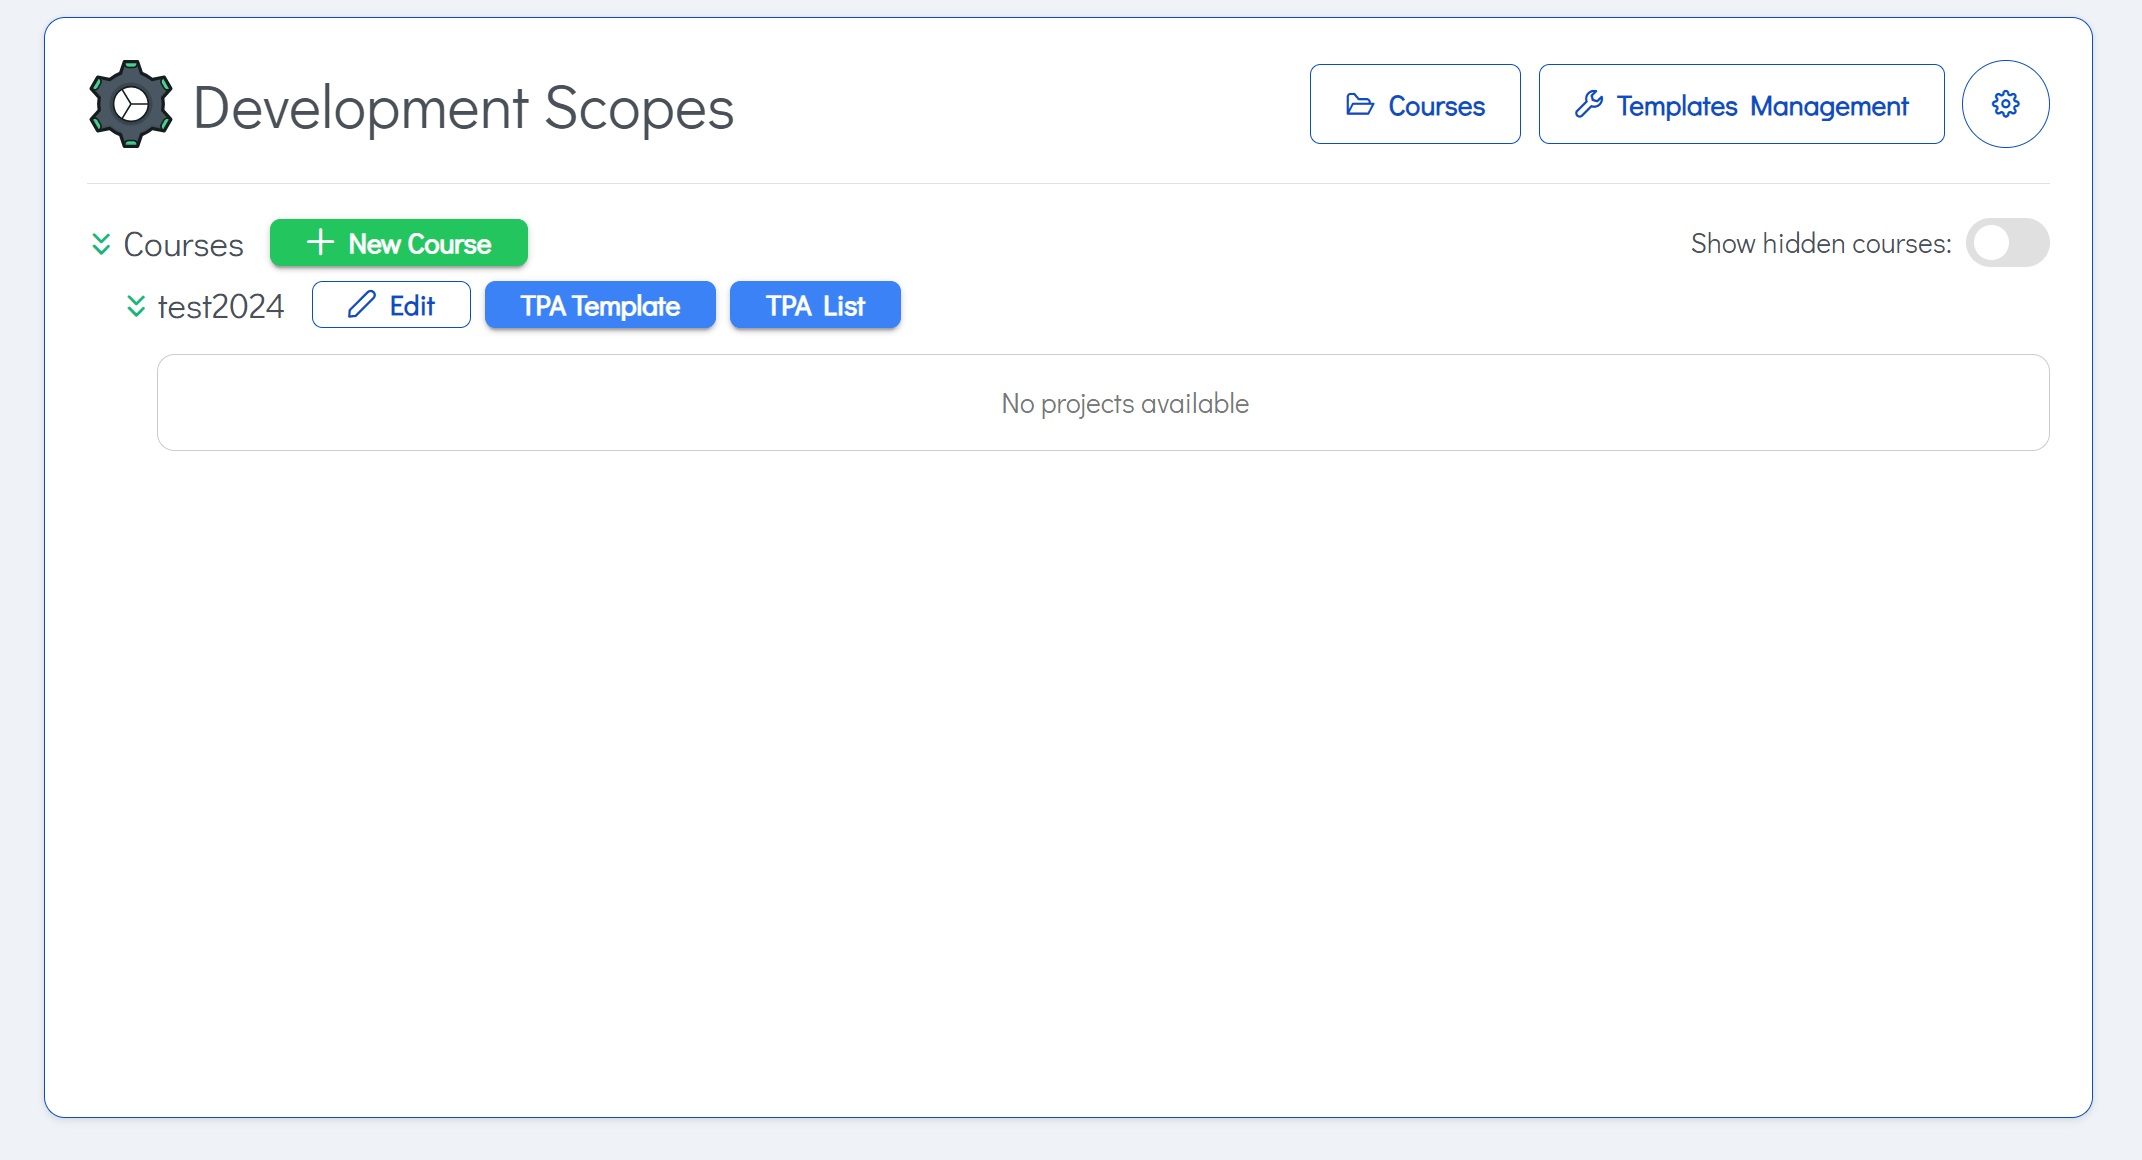 Development Scopes
Courses
Templates Management
Courses
New Course
Show hidden courses:
test2024
Edit
TPA Template
TPA List
No projects available